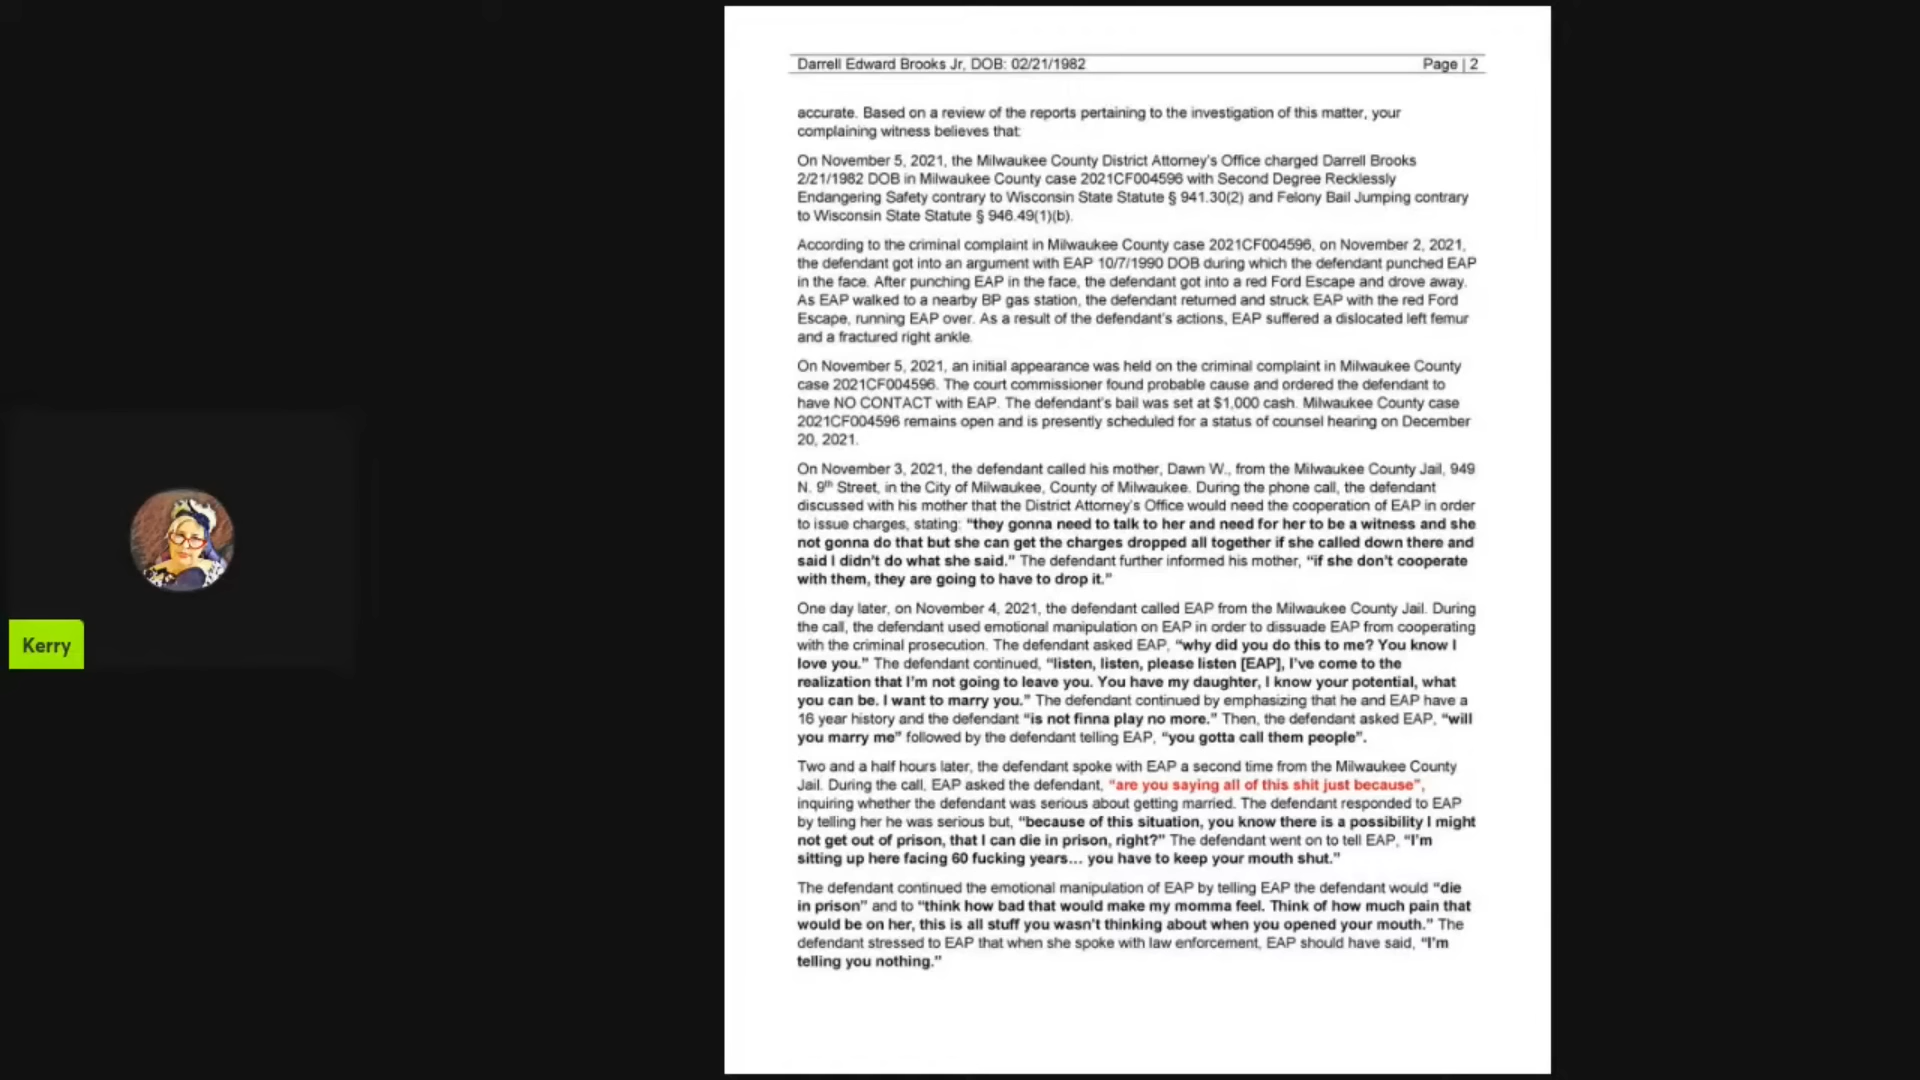 Darrell Edward Brooks Jr, DOB: 02/21/1982 Page | 2
accurate. Based on a review of the reports pertaining to the investigation of this matter, your
complaining witness believes that:
On November 5, 2021, the Milwaukee County District Attorney's Office charged Darrell Brooks
2/21/1982 DOB in Milwaukee County case 2021CF004596 with Second Degree Recklessly
Endangering Safety contrary to Wisconsin State Statute § 941.30(2) and Felony Bail Jumping contrary
to Wisconsin State Statute § 946.49(1)(b).
According to the criminal complaint in Milwaukee County case 2021CF004596, on November 2, 2021,
the defendant got into an argument with EAP 10/7/1990 DOB during which the defendant punched EAP
in the face. After punching EAP in the face, the defendant got into a red Ford Escape and drove away.
As EAP walked to a nearby BP gas station, the defendant returned and struck EAP with the red Ford
Escape, running EAP over. As a result of the defendant's actions, EAP suffered a dislocated left femur
and a fractured right ankle.
On November 5, 2021, an initial appearance was held on the criminal complaint in Milwaukee County
case 2021CF004596. The court commissioner found probable cause and ordered the defendant to
have NO CONTACT with EAP. The defendant's bail was set at $1,000 cash. Milwaukee County case
2021CF004596 remains open and is presently scheduled for a status of counsel hearing on December
20, 2021.
On November 3, 2021, the defendant called his mother, Dawn W., from the Milwaukee County Jail, 949
N. 9th Street, in the City of Milwaukee, County of Milwaukee. During the phone call, the defendant
discussed with his mother that the District Attorney's Office would need the cooperation of EAP in order
to issue charges, stating: “they gonna need to talk to her and need for her to be a witness and she
not gonna do that but she can get the charges dropped all together if she called down there and
said I didn't do what she said.” The defendant further informed his mother, “if she don't cooperate
with them, they are going to have to drop it.”
One day later, on November 4, 2021, the defendant called EAP from the Milwaukee County Jail. During
the call, the defendant used emotional manipulation on EAP in order to dissuade EAP from cooperating
with the criminal prosecution. The defendant asked EAP, “why did you do this to me? You know I
love you.” The defendant continued, “listen, listen, please listen [EAP], I've come to the
realization that I'm not going to leave you. You have my daughter, I know your potential, what
you can be. I want to marry you.” The defendant continued by emphasizing that he and EAP have a
16 year history and the defendant “is not finna play no more.” Then, the defendant asked EAP, “will
you marry me” followed by the defendant telling EAP, “you gotta call them people”.
Two and a half hours later, the defendant spoke with EAP a second time from the Milwaukee County
Jail. During the call, EAP asked the defendant, “are you saying all of this shit just because”,
inquiring whether the defendant was serious about getting married. The defendant responded to EAP
by telling her he was serious but, “because of this situation, you know there is a possibility I might
not get out of prison, that I can die in prison, right?” The defendant went on to tell EAP, “I'm
sitting up here facing 60 fucking years... you have to keep your mouth shut.”
The defendant continued the emotional manipulation of EAP by telling EAP the defendant would “die
in prison” and to “think how bad that would make my momma feel. Think of how much pain that
would be on her, this is all stuff you wasn't thinking about when you opened your mouth.” The
defendant stressed to EAP that when she spoke with law enforcement, EAP should have said, “I'm
telling you nothing.”
Kerry